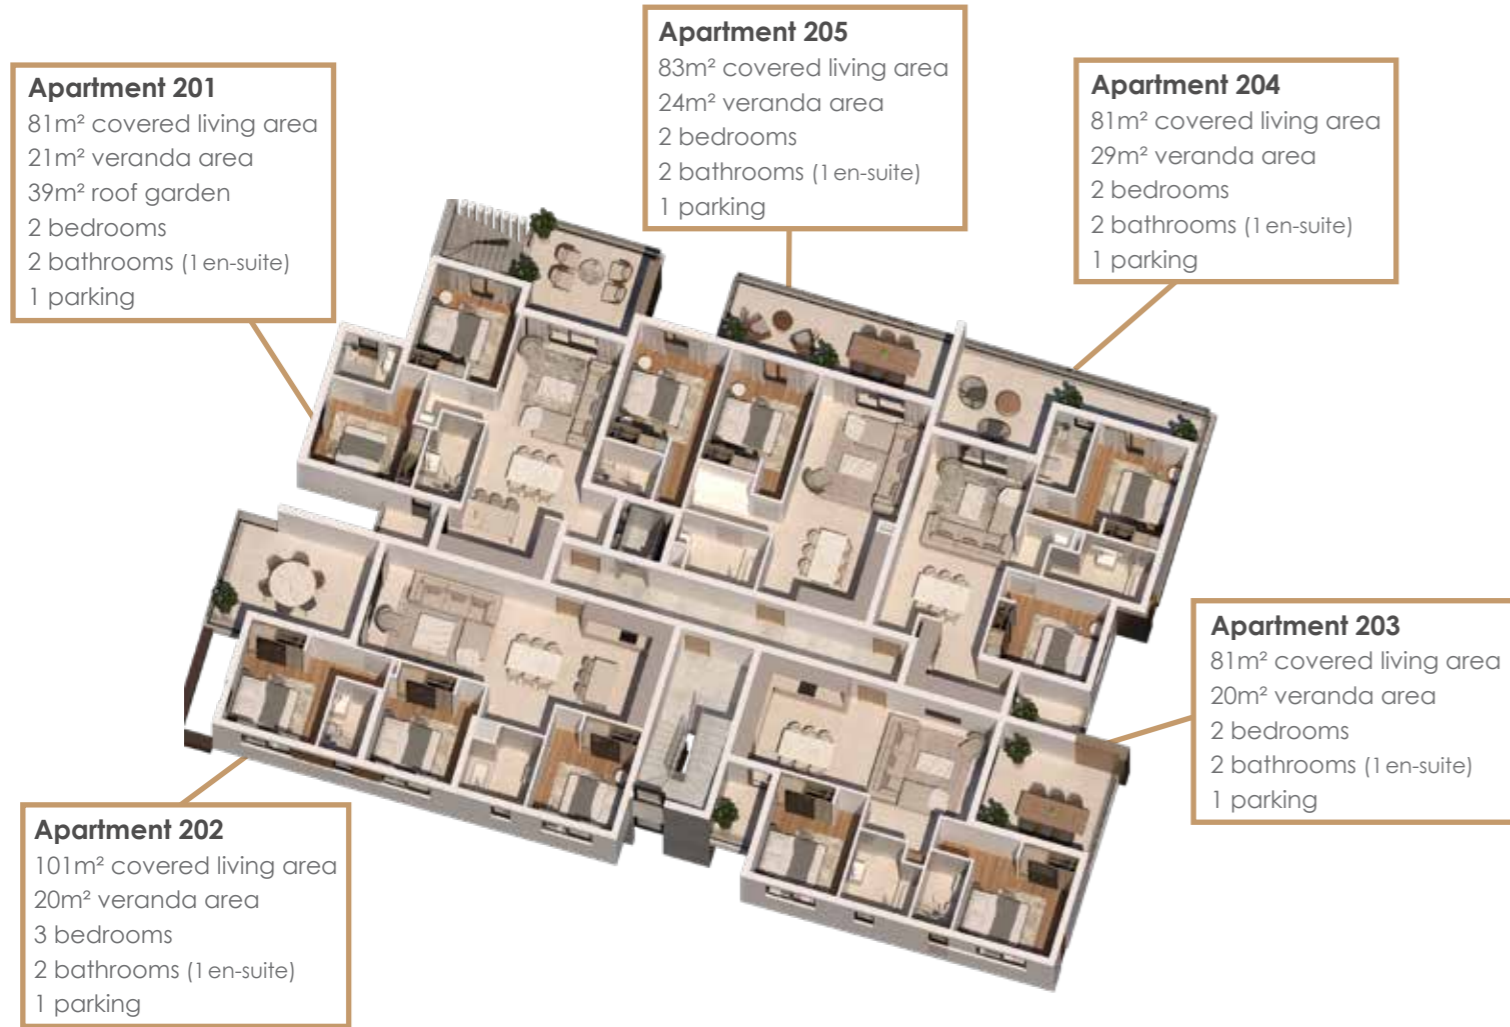 Apartment 201
81m² covered living area
21m² veranda area
39m² roof garden
2 bedrooms
2 bathrooms (1 en-suite)
1 parking
Apartment 205
83m² covered living area
24m² veranda area
2 bedrooms
2 bathrooms (1 en-suite)
1 parking
Apartment 204
81m² covered living area
29m² veranda area
2 bedrooms
2 bathrooms (1 en-suite)
1 parking
Apartment 203
81m² covered living area
20m² veranda area
2 bedrooms
2 bathrooms (1 en-suite)
1 parking
Apartment 202
101m² covered living area
20m² veranda area
3 bedrooms
2 bathrooms (1 en-suite)
1 parking